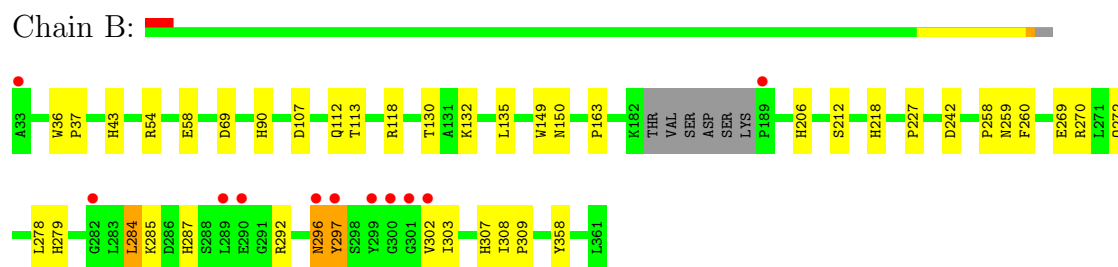 Chain B:
A33 W36 P37 H43 R54 E58 D69 H90 D107 Q112 T113 R118 T130 A131 K132 L135 W149 N150 P163 K182 THR VAL SER ASP SER LYS P189 H206 S212 H218 P227 D242 P258 N259 F260 E269 R270 L271
L278 H279 G282 L283 L284 K285 D286 H287 S288 L289 E290 G291 R292 N296 Y297 S298 Y299 G300 G301 V302 I303 H307 I308 P309 Y358 L361